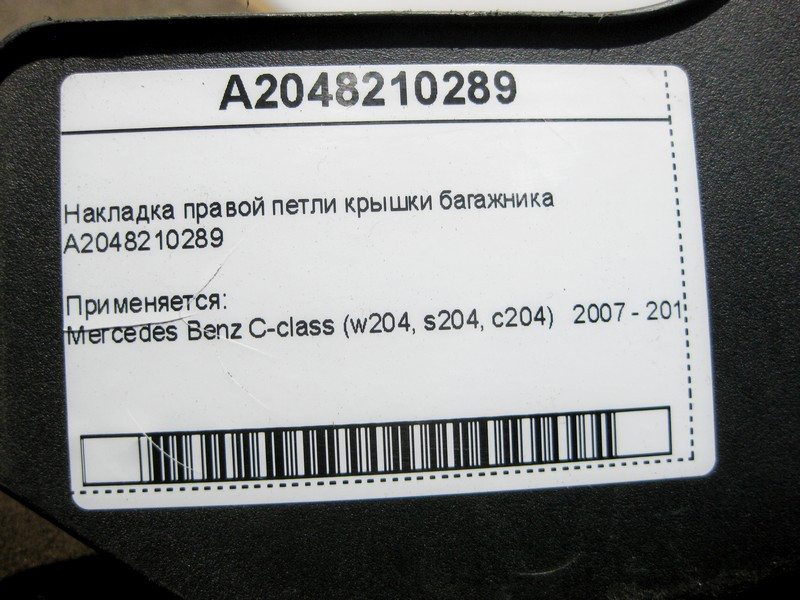 A2048210289
Накладка правой петли крышки багажника
A2048210289
Применяется:
Mercedes Benz C-class (w204, s204, c204) 2007 - 201